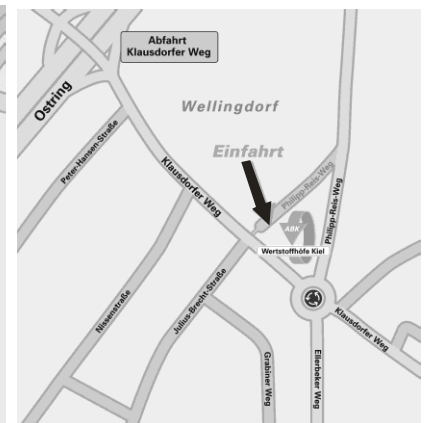 Abfahrt
Klausdorfer Weg
Ostring
Wellingdorf
Peter-Hansen-Straße
Einfahrt
Klausdorfer Weg
Philipp-Reis-Weg
Philipp-Reis-Weg
ABK
Wertstoffhöfe Kiel
Nissenstraße
Julius-Brecht-Straße
Klausdorfer Weg
Grabiner Weg
Ellerbeker Weg